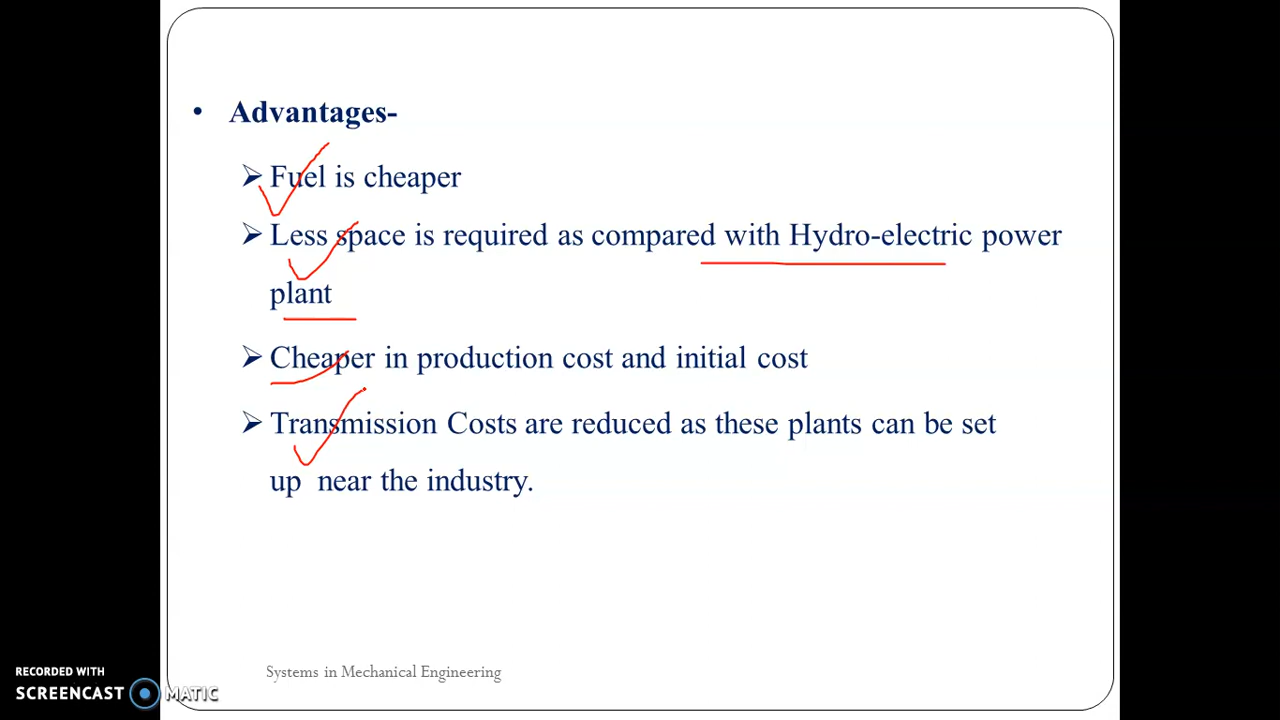 • Advantages-
➢ Fuel is cheaper
➢ Less space is required as compared with Hydro-electric power
plant
➢ Cheaper in production cost and initial cost
➢ Transmission Costs are reduced as these plants can be set
up near the industry.
Systems in Mechanical Engineering
RECORDED WITH
SCREENCAST MATIC